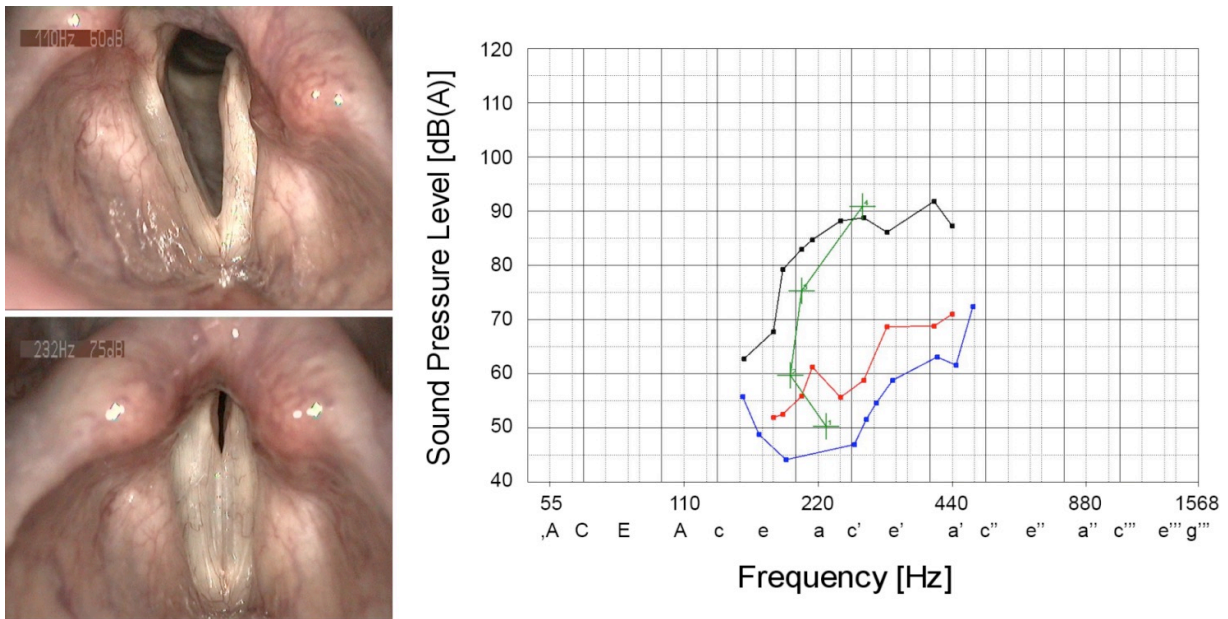 110Hz 60dB
232Hz 75dB
Sound Pressure Level [dB(A)]
120
110
100
90
80
70
60
50
40
55 110 220 440 880 1568
,A C E A c e a c’ e’ a’ c’’ e’’ a’’ c’’’ e’’’ g’’’
Frequency [Hz]